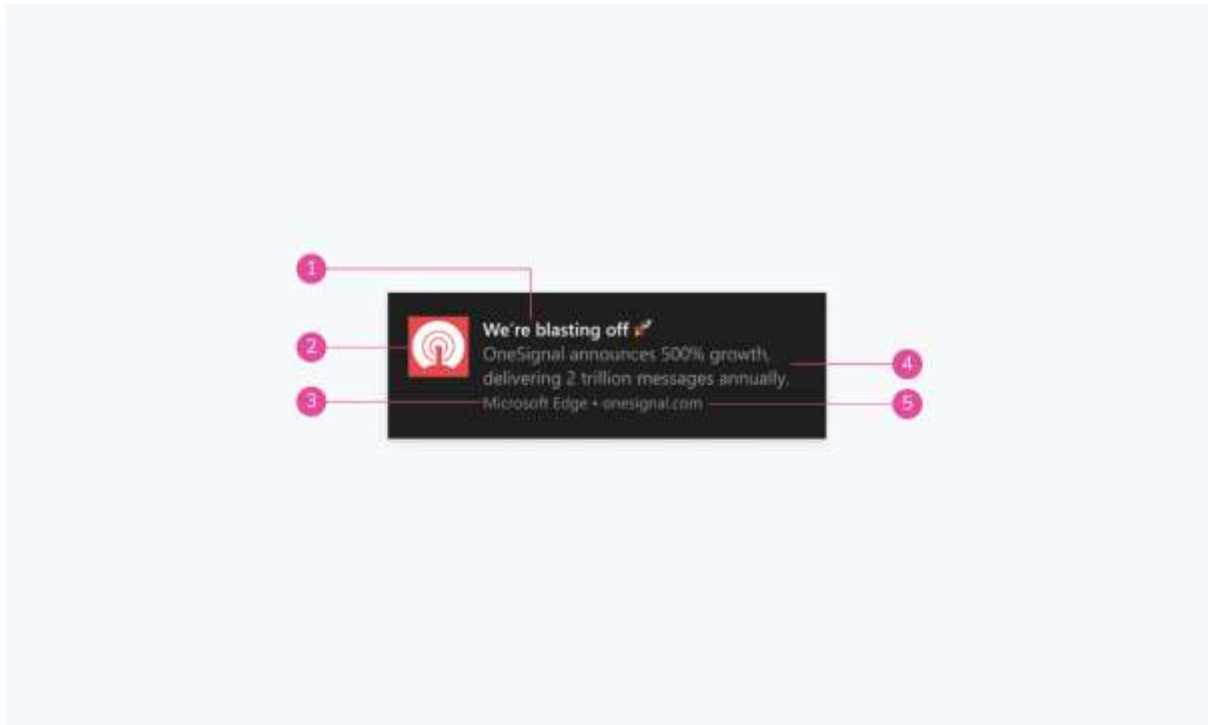 1
We're blasting off 🚀
2
OneSignal announces 500% growth,
4
delivering 2 trillion messages annually.
3
Microsoft Edge • onesignal.com
5